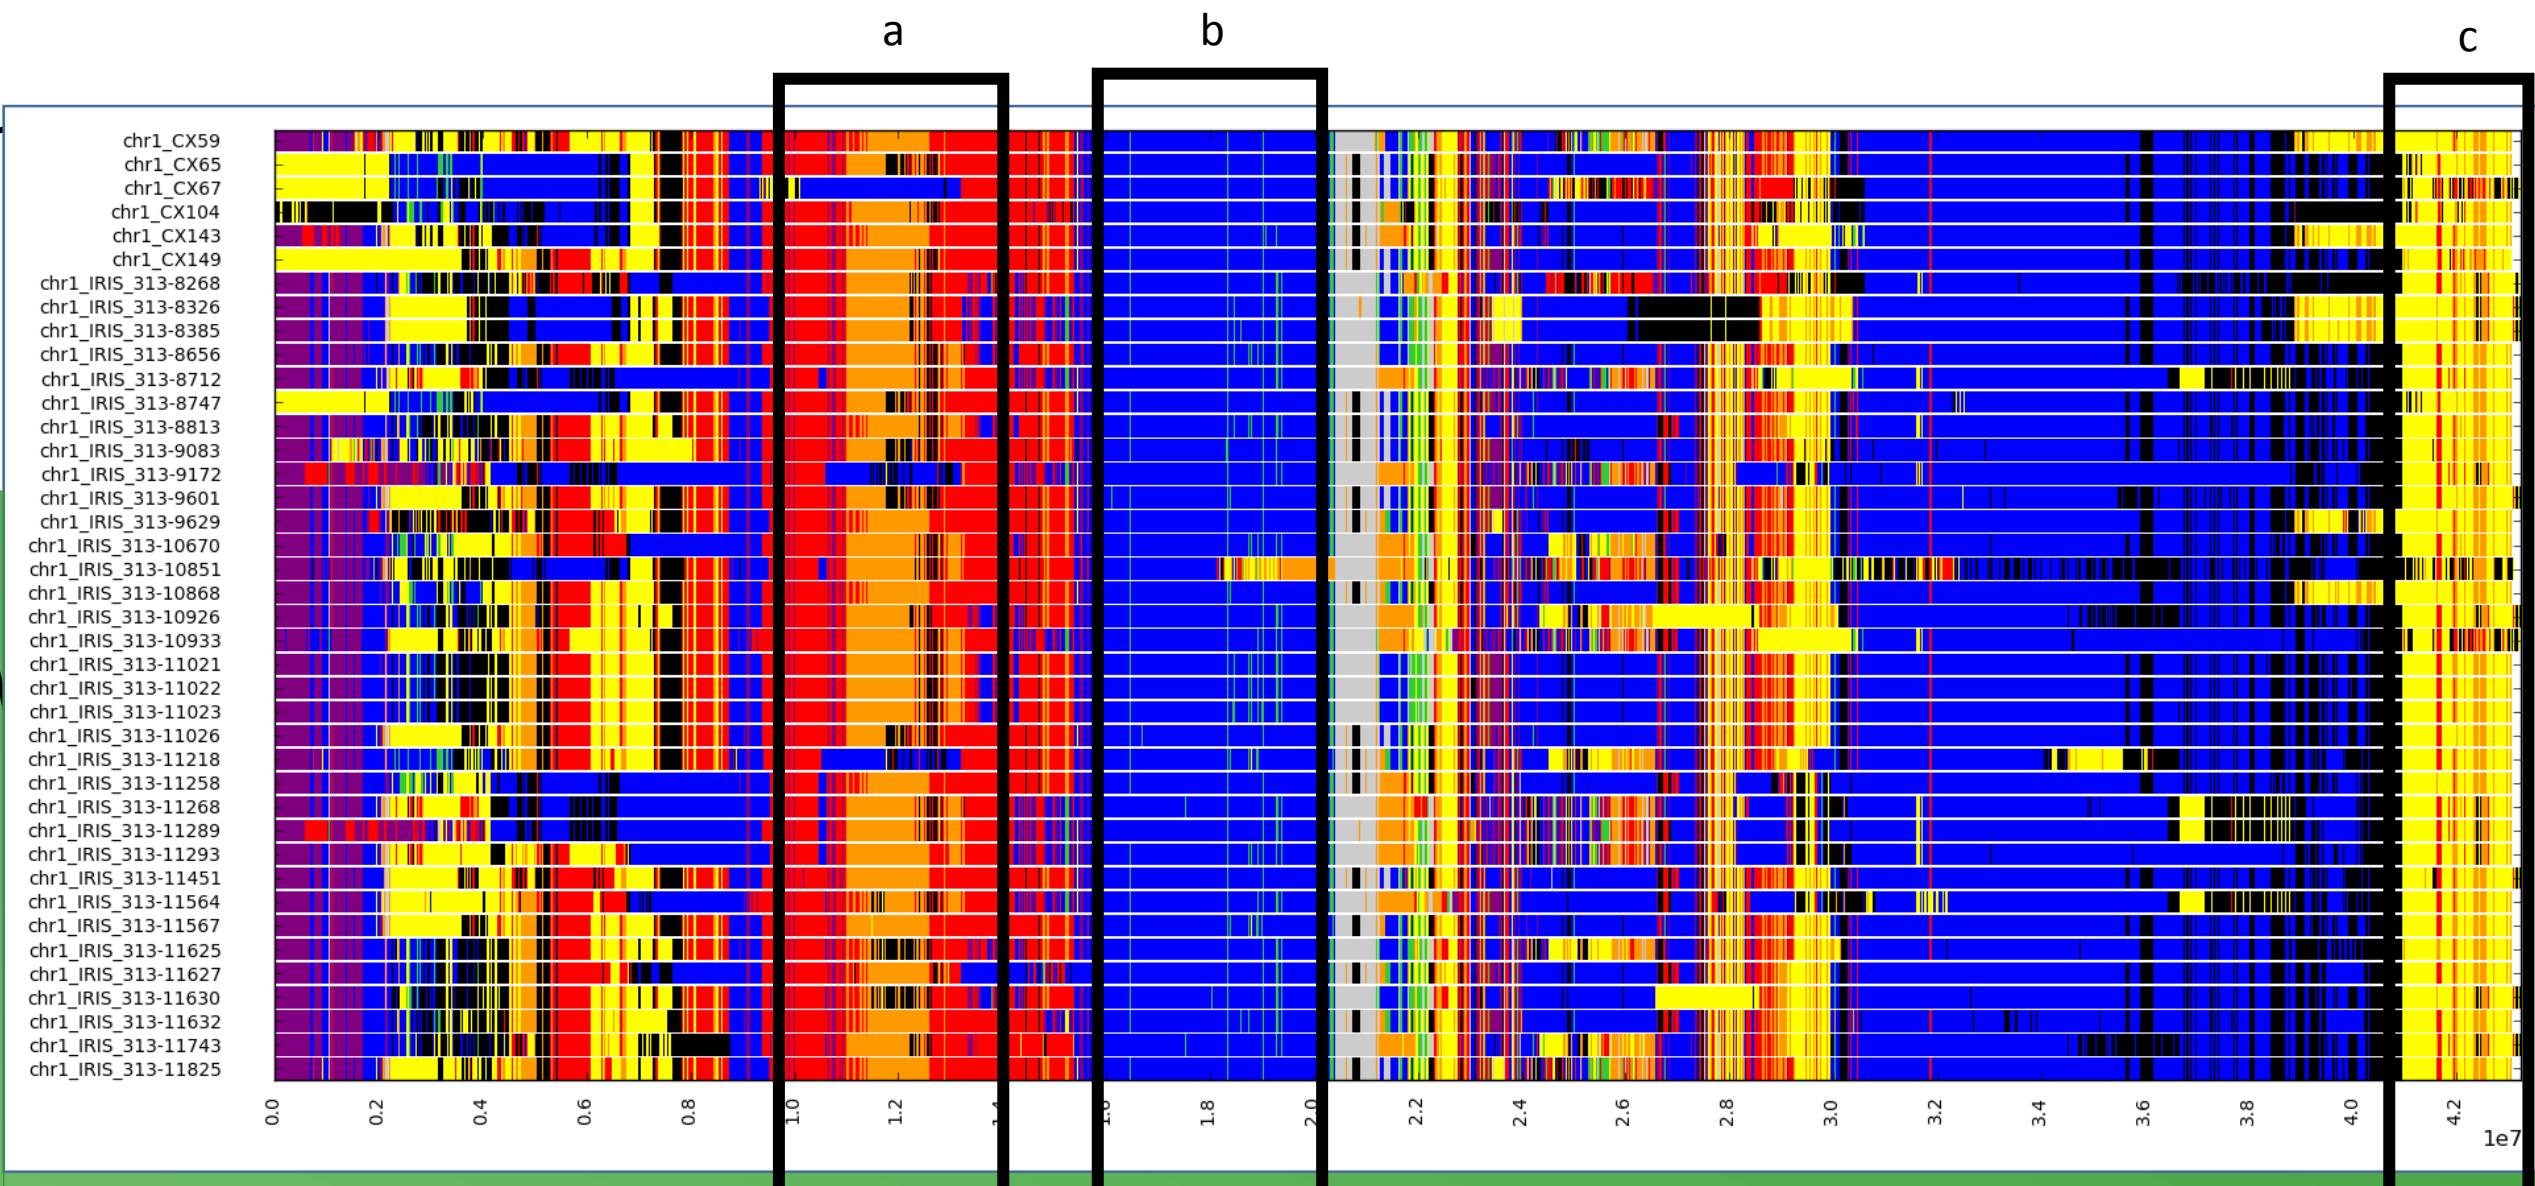 a
b
c
chr1_CX59
chr1_CX65
chr1_CX67
chr1_CX104
chr1_CX143
chr1_CX149
chr1_IRIS_313-8268
chr1_IRIS_313-8326
chr1_IRIS_313-8385
chr1_IRIS_313-8656
chr1_IRIS_313-8712
chr1_IRIS_313-8747
chr1_IRIS_313-8813
chr1_IRIS_313-9083
chr1_IRIS_313-9172
chr1_IRIS_313-9601
chr1_IRIS_313-9629
chr1_IRIS_313-10670
chr1_IRIS_313-10851
chr1_IRIS_313-10868
chr1_IRIS_313-10926
chr1_IRIS_313-10933
chr1_IRIS_313-11021
chr1_IRIS_313-11022
chr1_IRIS_313-11023
chr1_IRIS_313-11026
chr1_IRIS_313-11218
chr1_IRIS_313-11258
chr1_IRIS_313-11268
chr1_IRIS_313-11289
chr1_IRIS_313-11293
chr1_IRIS_313-11451
chr1_IRIS_313-11564
chr1_IRIS_313-11567
chr1_IRIS_313-11625
chr1_IRIS_313-11627
chr1_IRIS_313-11630
chr1_IRIS_313-11632
chr1_IRIS_313-11743
chr1_IRIS_313-11825
0.0
0.2
0.4
0.6
0.8
1.0
1.2
1.4
1.6
1.8
2.0
2.2
2.4
2.6
2.8
3.0
3.2
3.4
3.6
3.8
4.0
4.2
1e7